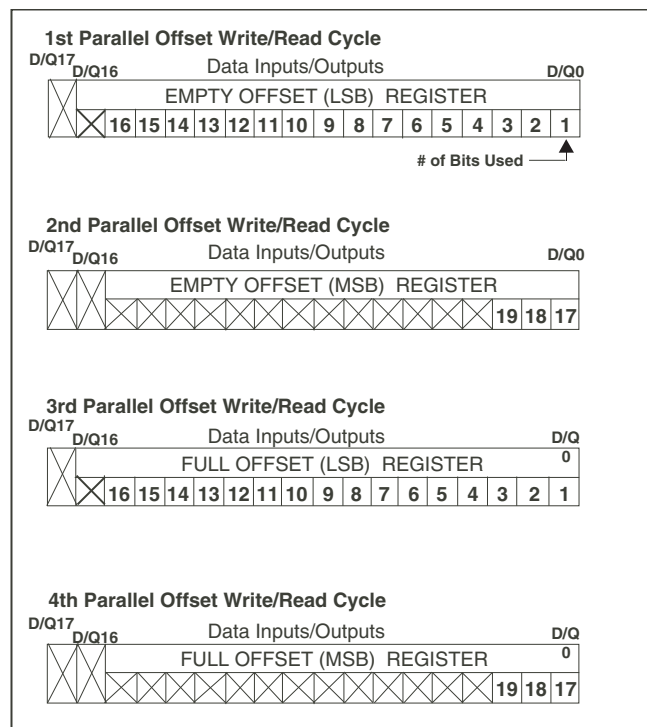 1st Parallel Offset Write/Read Cycle
D/Q17 D/Q16 Data Inputs/Outputs D/Q0
EMPTY OFFSET (LSB) REGISTER
16 15 14 13 12 11 10 9 8 7 6 5 4 3 2 1
# of Bits Used
2nd Parallel Offset Write/Read Cycle
D/Q17 D/Q16 Data Inputs/Outputs D/Q0
EMPTY OFFSET (MSB) REGISTER
19 18 17
3rd Parallel Offset Write/Read Cycle
D/Q17 D/Q16 Data Inputs/Outputs D/Q
0
FULL OFFSET (LSB) REGISTER
16 15 14 13 12 11 10 9 8 7 6 5 4 3 2 1
4th Parallel Offset Write/Read Cycle
D/Q17 D/Q16 Data Inputs/Outputs D/Q
0
FULL OFFSET (MSB) REGISTER
19 18 17